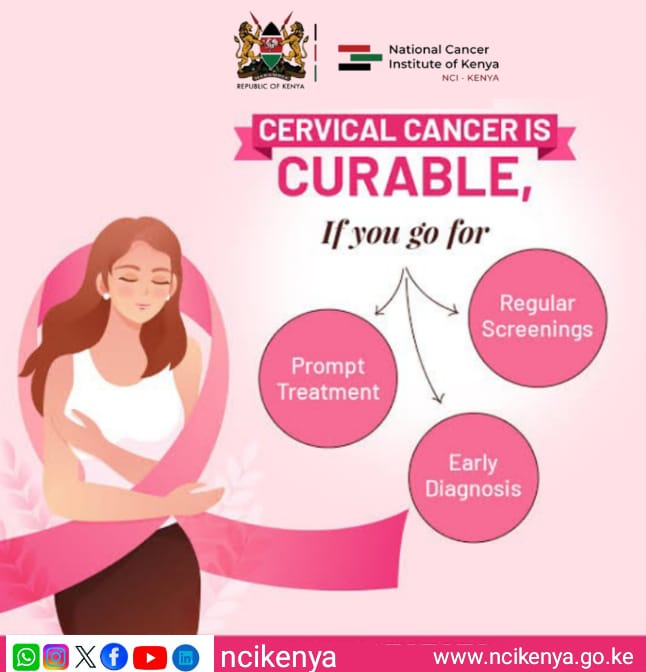 REPUBLIC OF KENYA
National Cancer
Institute of Kenya
NCI - KENYA
CERVICAL CANCER IS
CURABLE,
If you go for
Regular
Screenings
Prompt
Treatment
Early
Diagnosis
ncikenya
www.ncikenya.go.ke